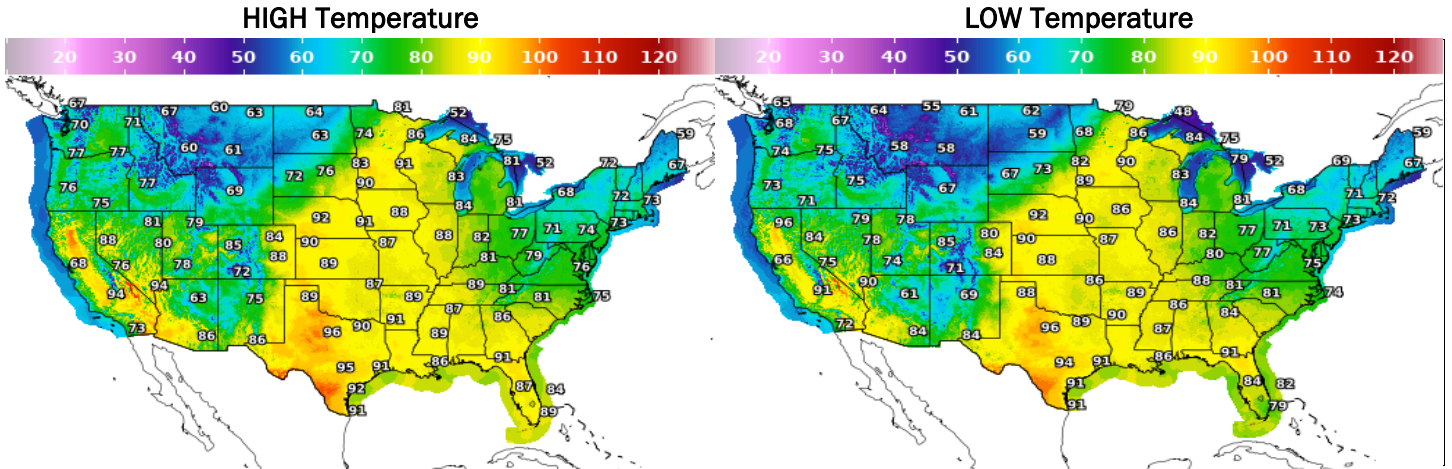 HIGH Temperature LOW Temperature
20 30 40 50 60 70 80 90 100 110 120 20 30 40 50 60 70 80 90 100 110 120
67 67 60 63 64 81 52 65 64 55 61 62 79 48
70 71 60 61 63 74 86 84 75 59 68 67 58 58 59 68 86 84 75 59
77 77 83 91 81 52 72 67 74 75 82 90 79 52 69 67
76 77 69 72 76 90 83 68 72 73 73 75 67 67 73 89 83 68 71 72
75 84 81 71 84 81
81 79 92 91 88 73 96 79 78 92 90 86 73
88 80 85 84 90 87 88 82 77 71 74 84 78 85 80 90 87 86 82 77 71 73
68 76 78 72 88 89 81 79 76 66 75 74 71 84 88 80 77 75
94 94 63 75 89 87 89 89 81 81 75 91 90 61 69 88 86 89 88 81 81 74
73 86 86 96 90 91 87 86 72 84 84 96 89 90 86 84
89 87
95 91 86 91 94 91 86 91
92 87 84 91 84 82
91 89 91 79